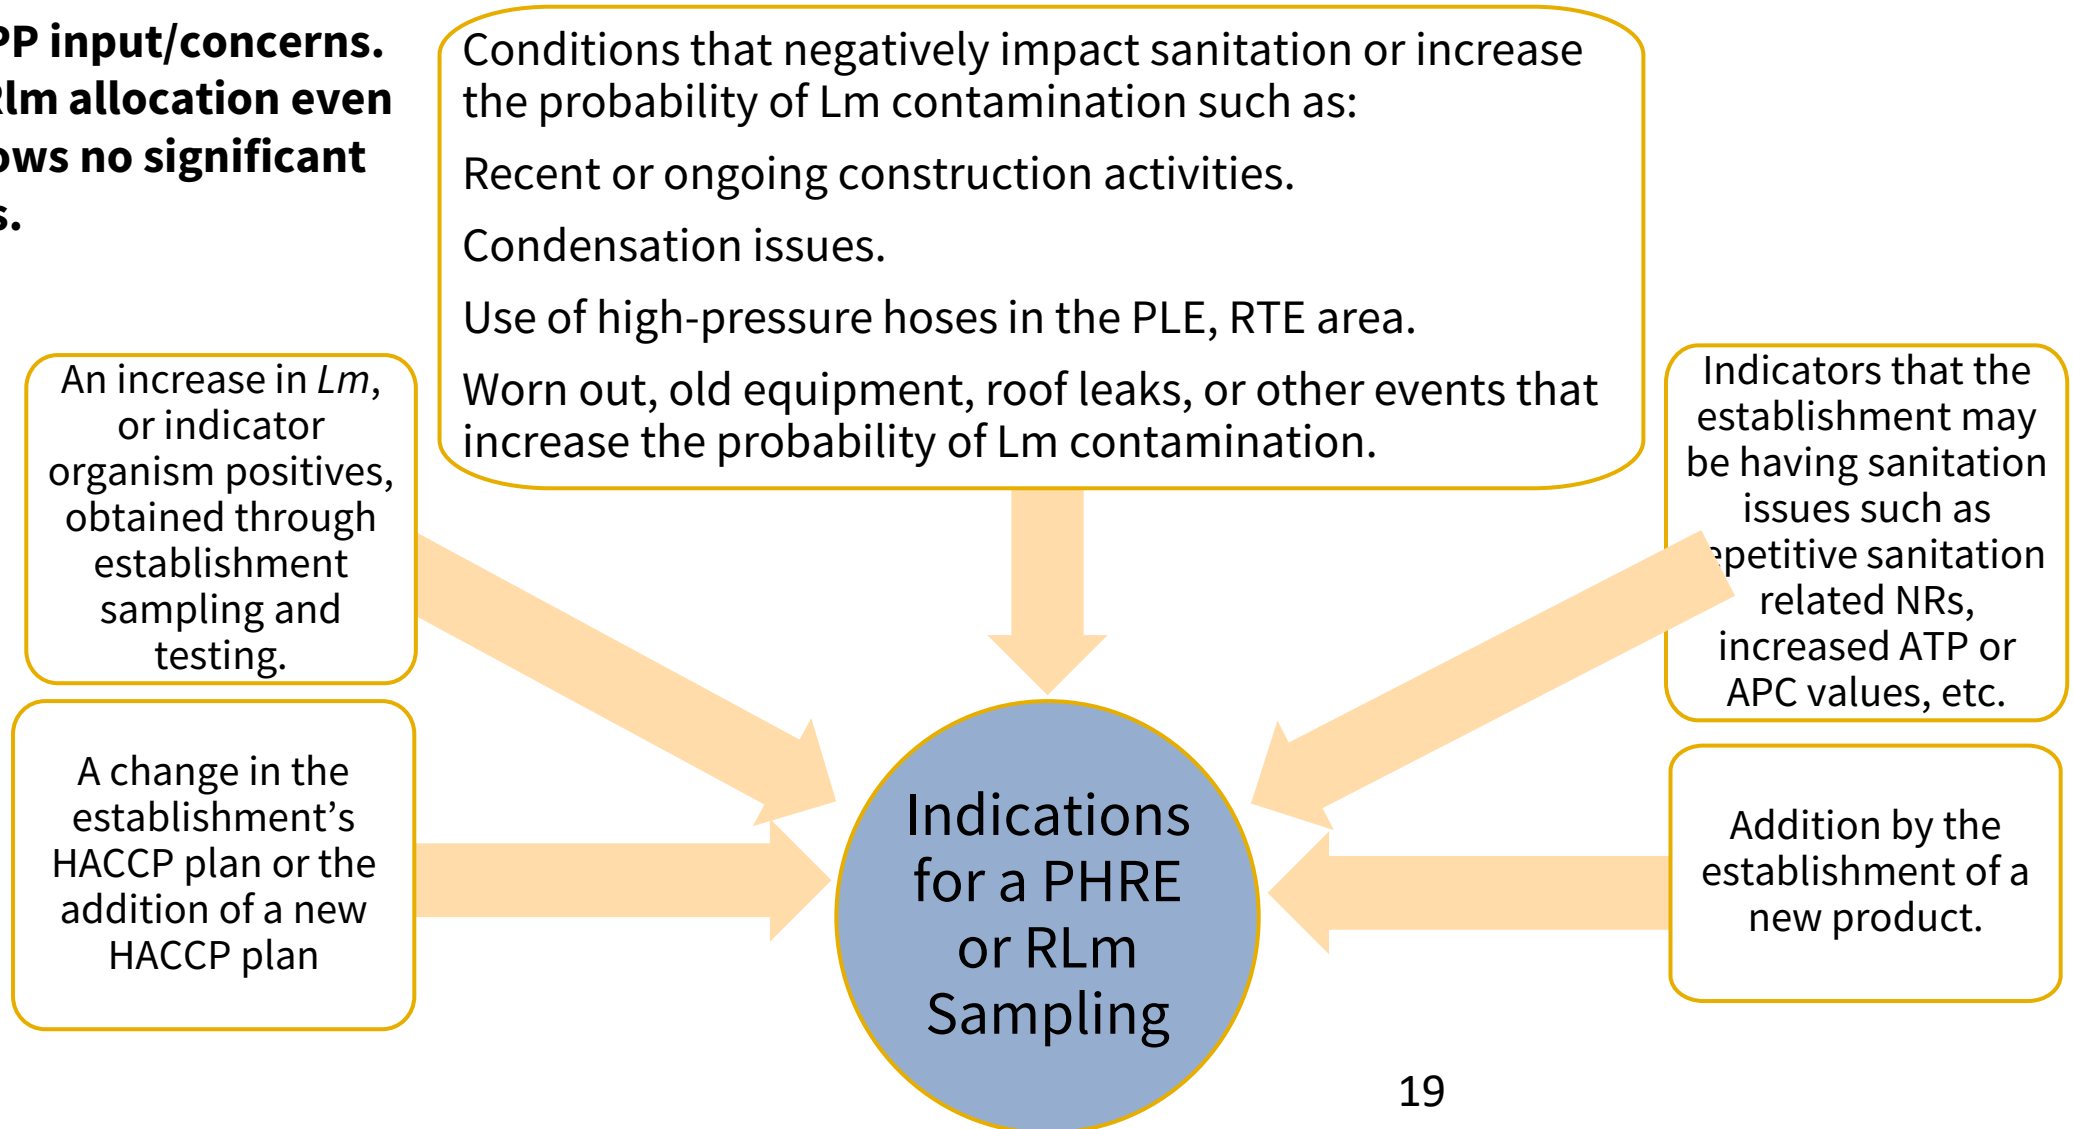 PP input/concerns.
Rlm allocation even
ows no significant
s.
Conditions that negatively impact sanitation or increase
the probability of Lm contamination such as:
Recent or ongoing construction activities.
Condensation issues.
Use of high-pressure hoses in the PLE, RTE area.
Worn out, old equipment, roof leaks, or other events that
increase the probability of Lm contamination.
An increase in Lm,
or indicator
organism positives,
obtained through
establishment
sampling and
testing.
Indicators that the
establishment may
be having sanitation
issues such as
epetitive sanitation
related NRs,
increased ATP or
APC values, etc.
A change in the
establishment’s
HACCP plan or the
addition of a new
HACCP plan
Indications
for a PHRE
or RLm
Sampling
Addition by the
establishment of a
new product.
19